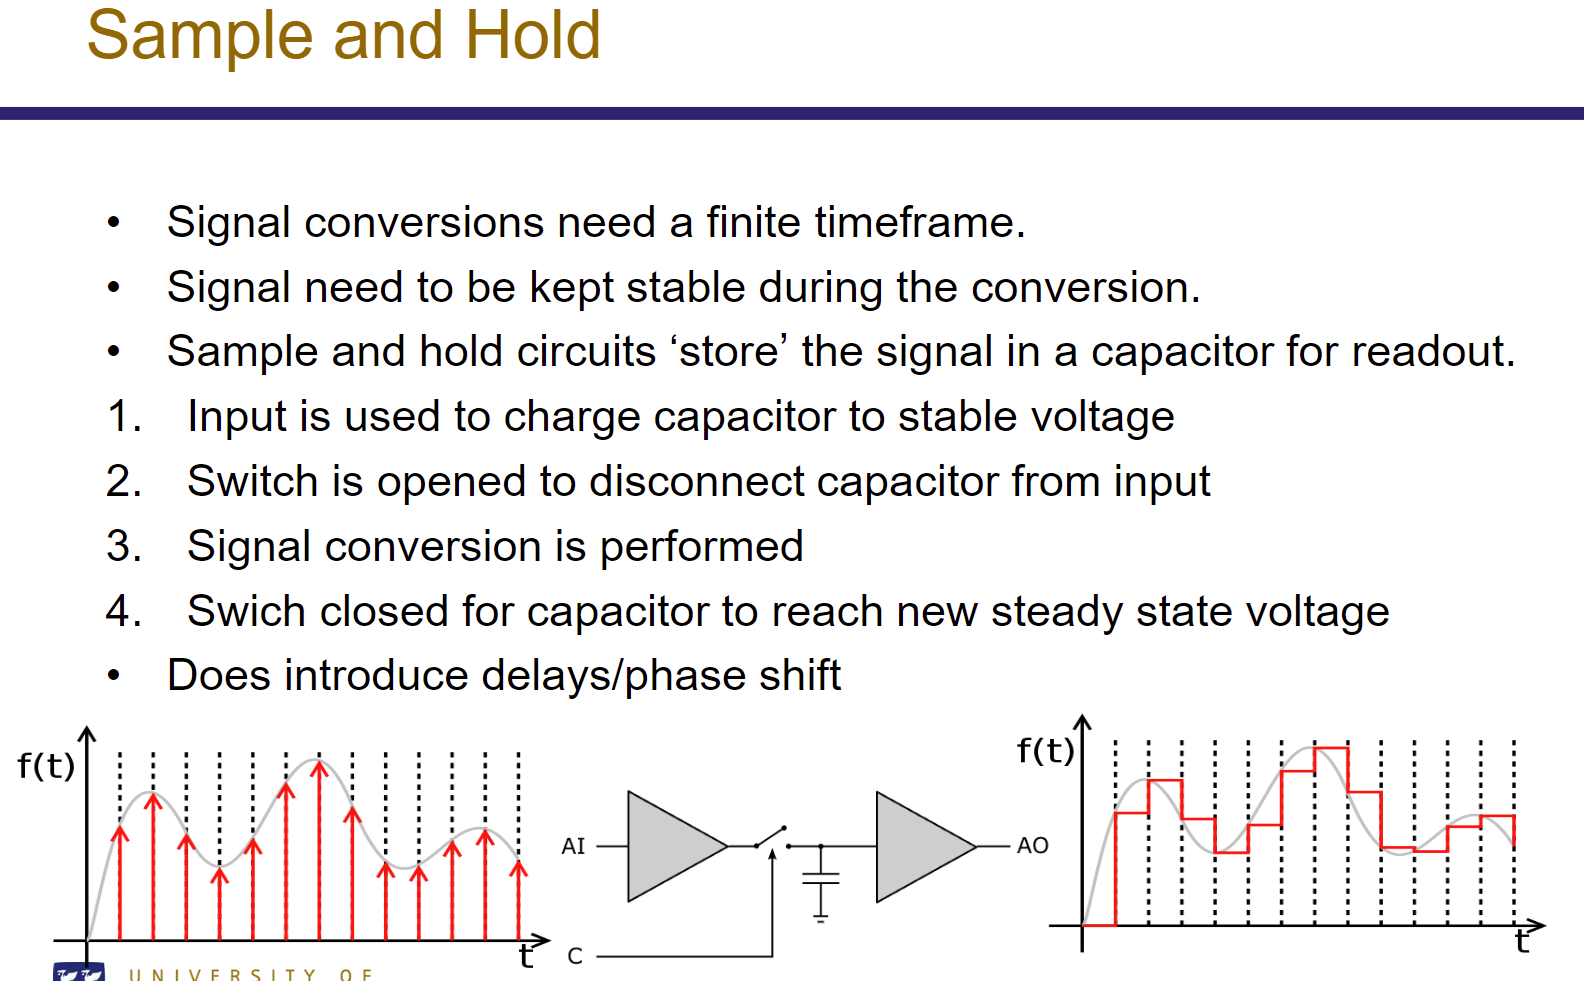 Sample and Hold
• Signal conversions need a finite timeframe.
• Signal need to be kept stable during the conversion.
• Sample and hold circuits ‘store’ the signal in a capacitor for readout.
1. Input is used to charge capacitor to stable voltage
2. Switch is opened to disconnect capacitor from input
3. Signal conversion is performed
4. Swich closed for capacitor to reach new steady state voltage
• Does introduce delays/phase shift
f(t)
t
AI
C
AO
f(t)
t
UNIVERSITY OF